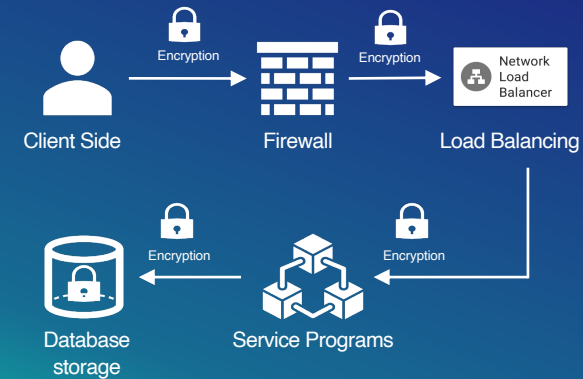 Encryption
Encryption
Network
Load
Balancer
Client Side
Firewall
Load Balancing
Encryption
Encryption
Database
storage
Service Programs